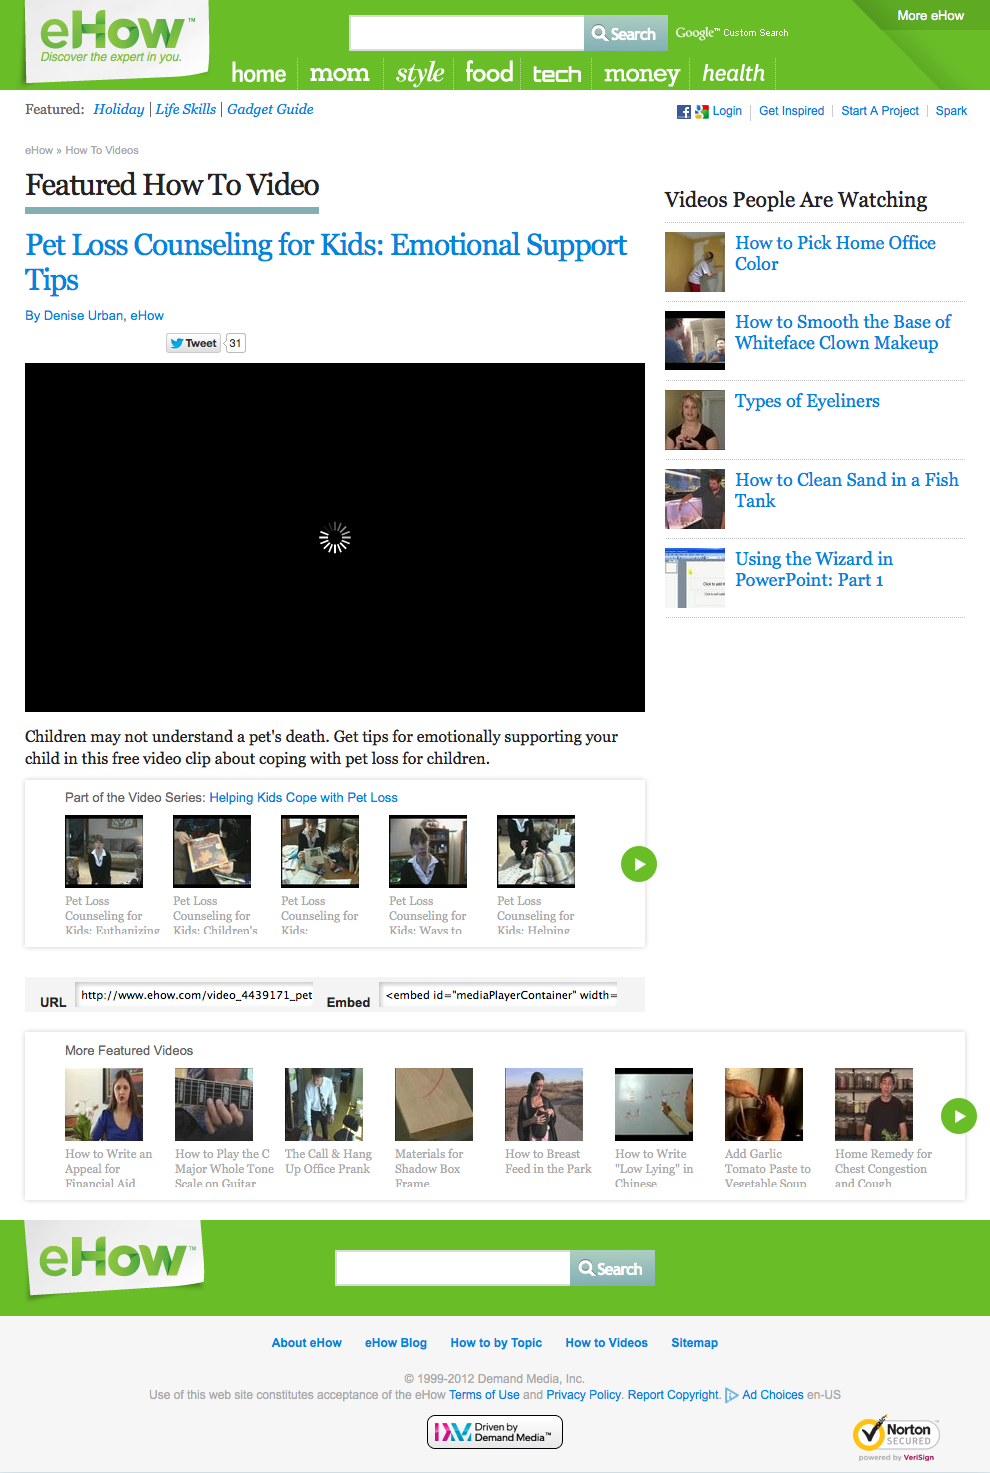 eHow™
Discover the expert in you.
Search
Google™ Custom Search
More eHow
home
mom
style
food
tech
money
health
Featured: Holiday | Life Skills | Gadget Guide
Login | Get Inspired | Start A Project | Spark
eHow » How To Videos
Featured How To Video
Pet Loss Counseling for Kids: Emotional Support
Tips
By Denise Urban, eHow
Tweet 31
Children may not understand a pet's death. Get tips for emotionally supporting your
child in this free video clip about coping with pet loss for children.
Videos People Are Watching
How to Pick Home Office
Color
How to Smooth the Base of
Whiteface Clown Makeup
Types of Eyeliners
How to Clean Sand in a Fish
Tank
Using the Wizard in
PowerPoint: Part 1
Part of the Video Series: Helping Kids Cope with Pet Loss
Pet Loss
Counseling for
Kids: Euthanizing
Pet Loss
Counseling for
Kids: Children's
Pet Loss
Counseling for
Kids:
Pet Loss
Counseling for
Kids: Ways to
Pet Loss
Counseling for
Kids: Helping
URL http://www.ehow.com/video_4439171_pet
Embed <embed id="mediaPlayerContainer" width=
More Featured Videos
How to Write an
Appeal for
Financial Aid
How to Play the C
Major Whole Tone
Scale on Guitar
The Call & Hang
Up Office Prank
Materials for
Shadow Box
Frame
How to Breast
Feed in the Park
How to Write
"Low Lying" in
Chinese
Add Garlic
Tomato Paste to
Vegetable Soup
Home Remedy for
Chest Congestion
and Cough
eHow™
Search
About eHow
eHow Blog
How to by Topic
How to Videos
Sitemap
© 1999-2012 Demand Media, Inc.
Use of this web site constitutes acceptance of the eHow Terms of Use and Privacy Policy. Report Copyright. Ad Choices en-US
Driven by
Demand Media™
Norton
SECURED
powered by VeriSign